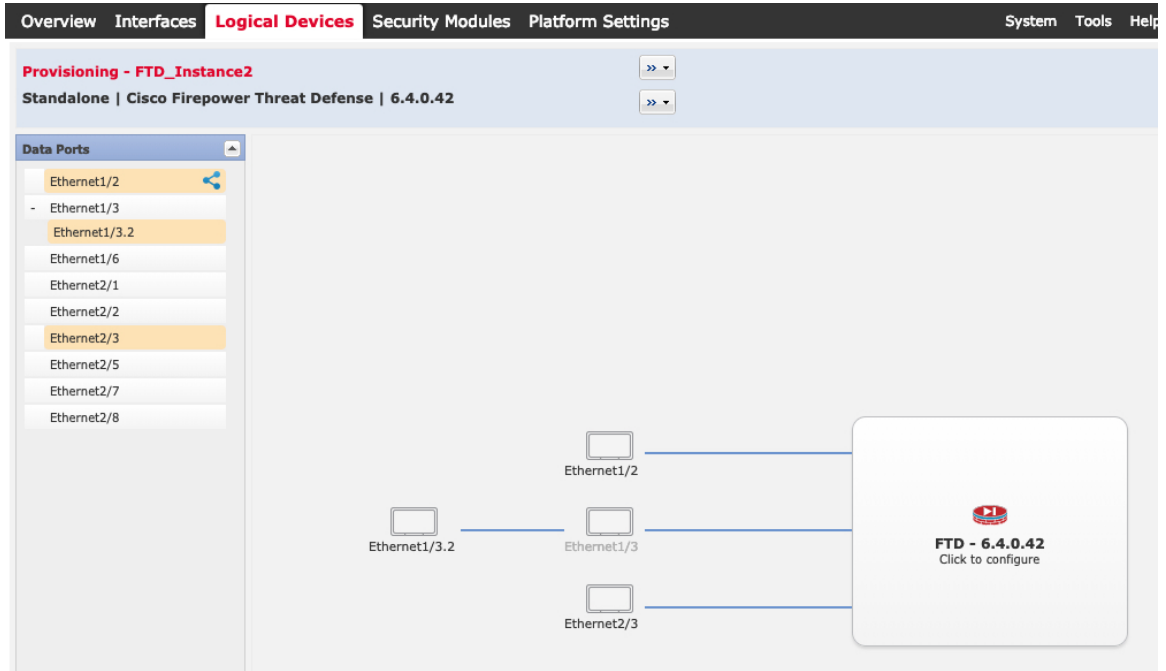 Overview Interfaces Logical Devices Security Modules Platform Settings System Tools Help
Provisioning - FTD_Instance2
Standalone | Cisco Firepower Threat Defense | 6.4.0.42
Data Ports
Ethernet1/2
- Ethernet1/3
Ethernet1/3.2
Ethernet1/6
Ethernet2/1
Ethernet2/2
Ethernet2/3
Ethernet2/5
Ethernet2/7
Ethernet2/8
Ethernet1/2
Ethernet1/3.2 Ethernet1/3
Ethernet2/3
FTD - 6.4.0.42
Click to configure